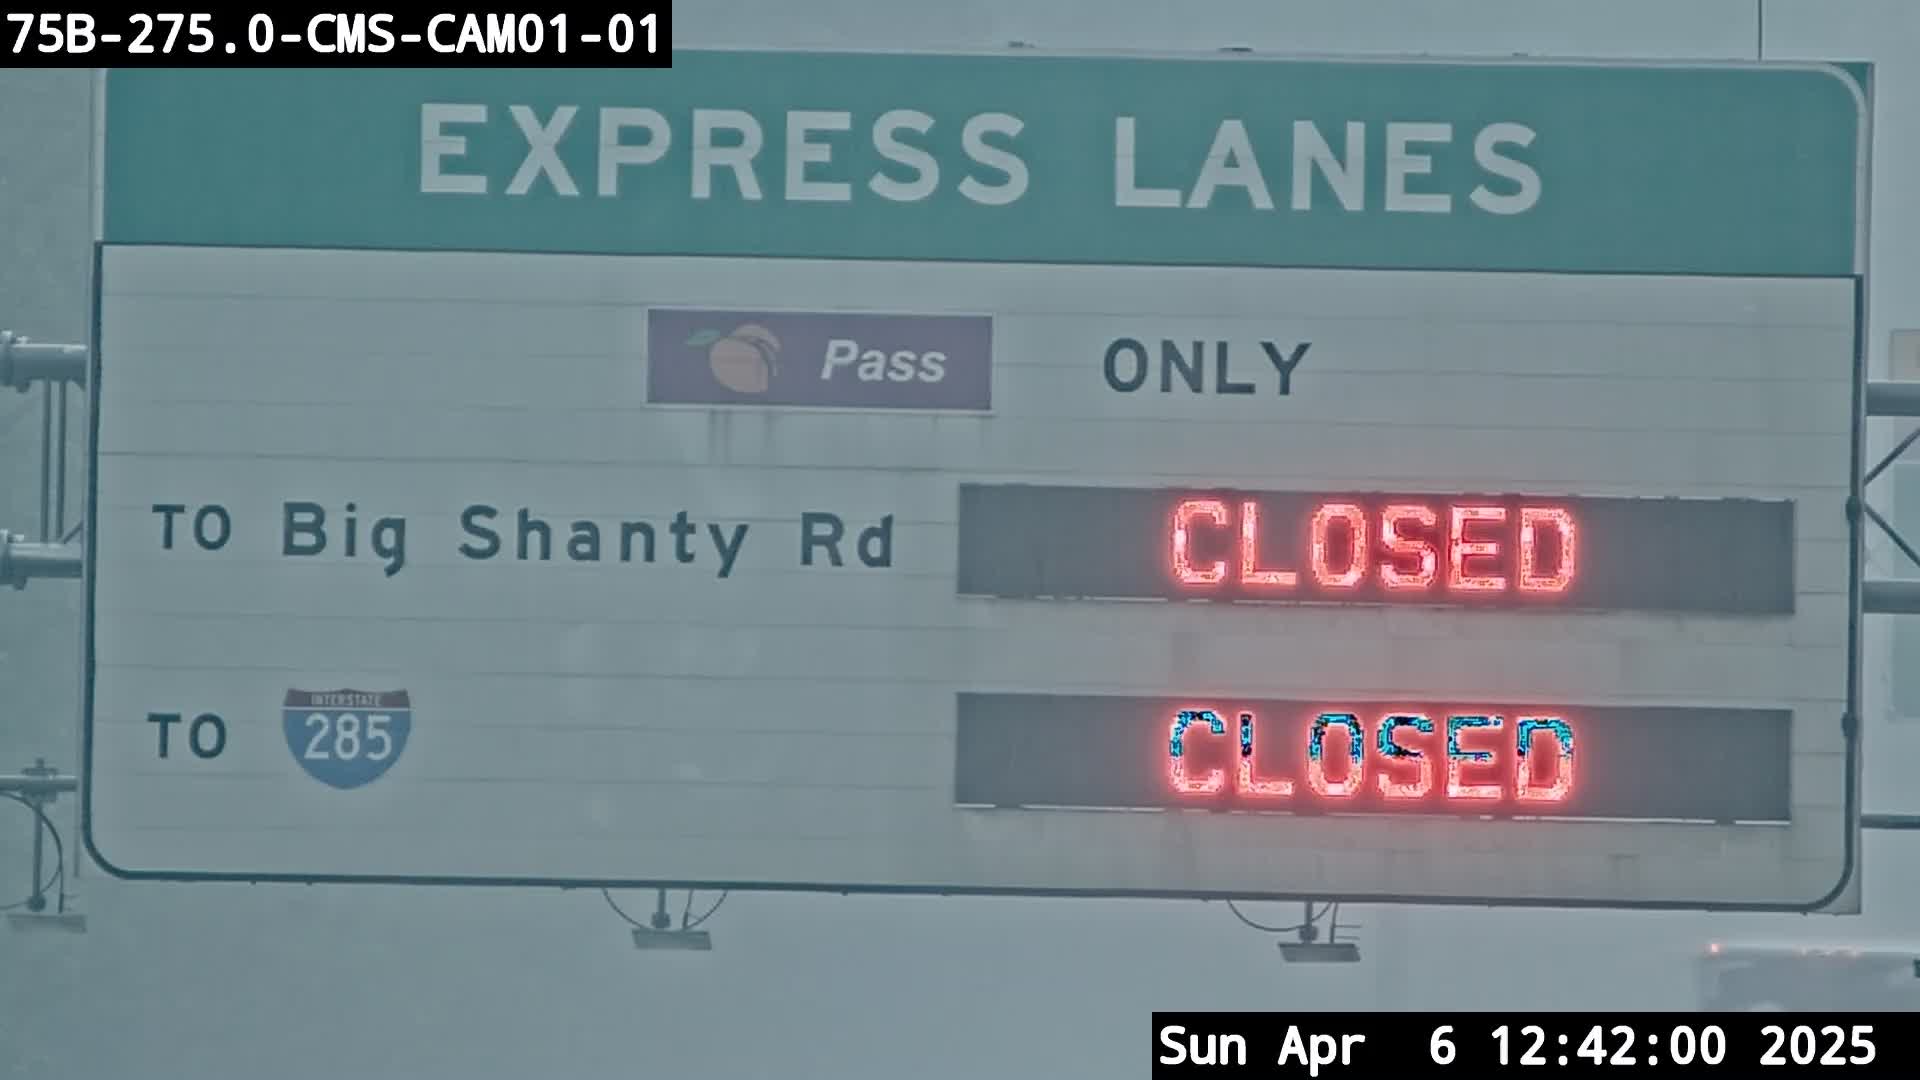 75B-275.0-CMS-CAM01-01
EXPRESS LANES
Pass ONLY
TO Big Shanty Rd CLOSED
TO INTERSTATE 285 CLOSED
Sun Apr 6 12:42:00 2025